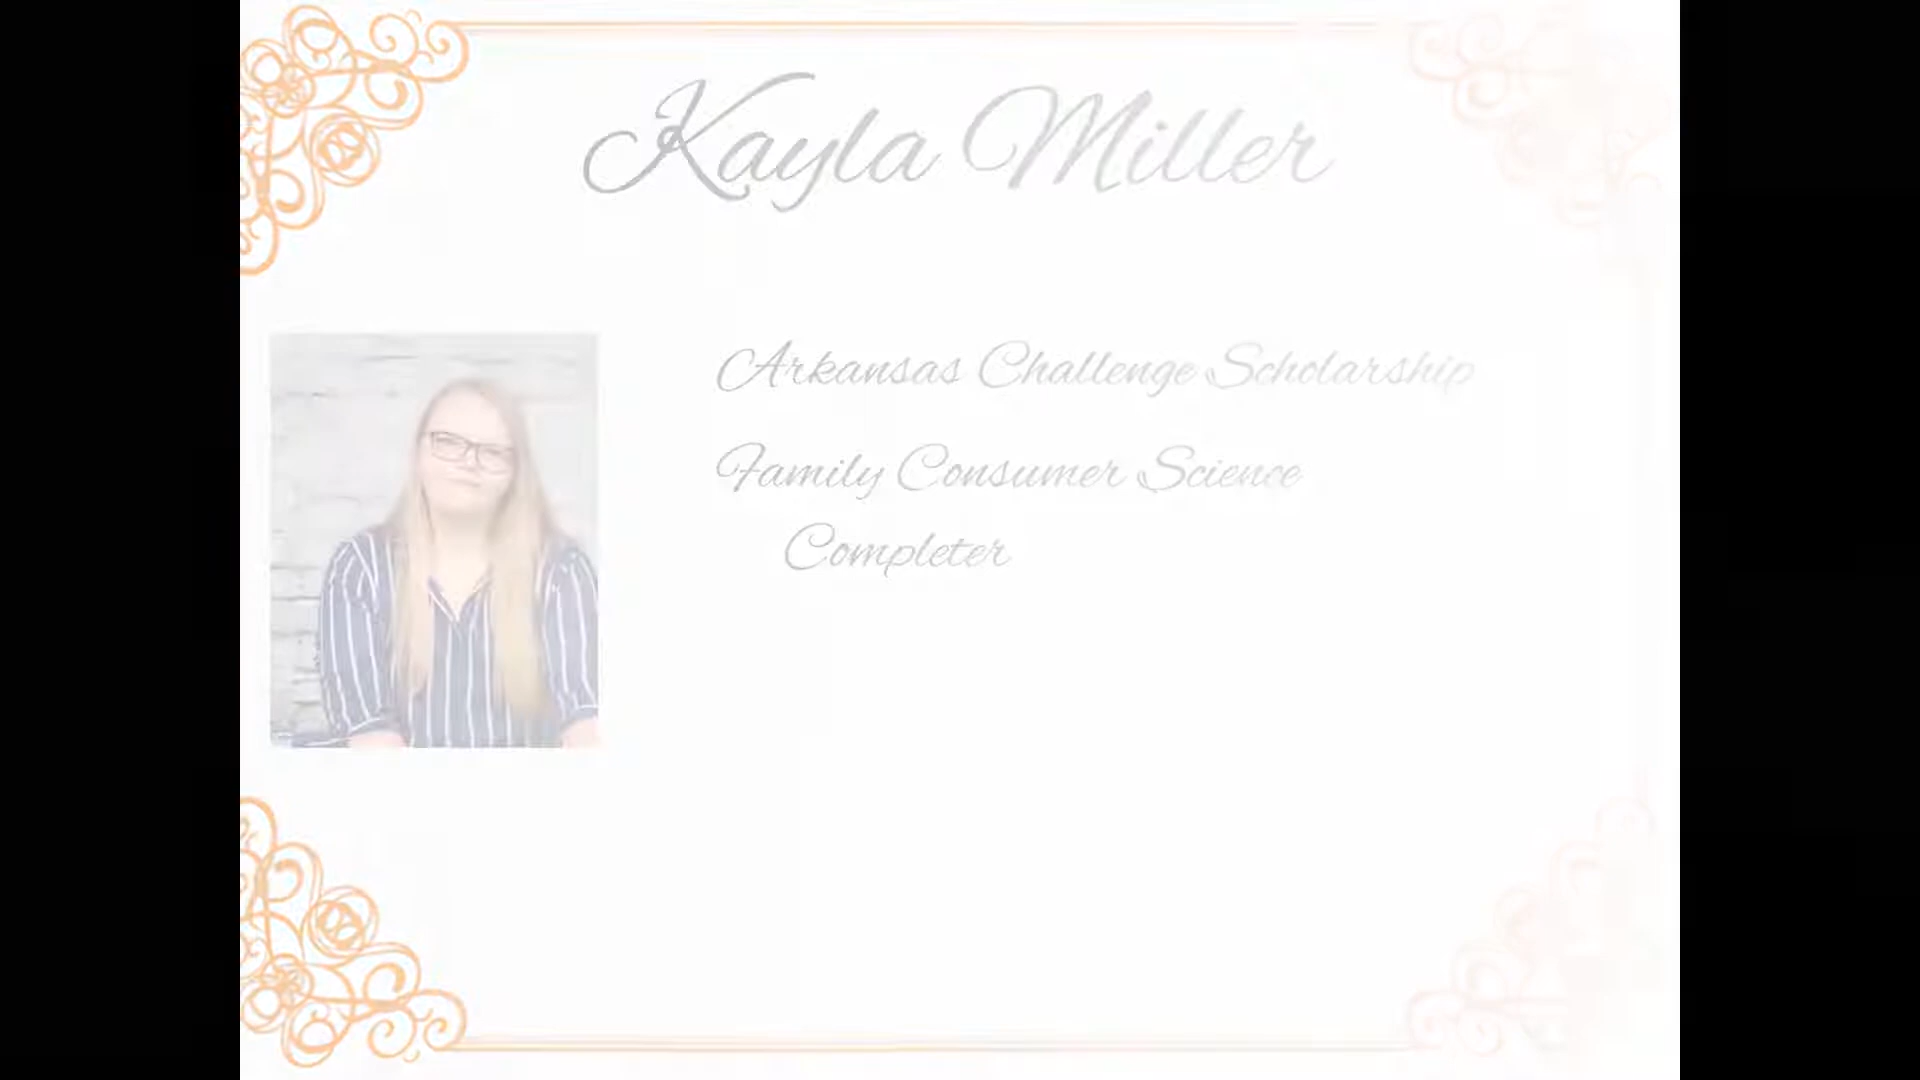 Kayla Miller
Arkansas Challenge Scholarship
Family Consumer Science
Completer